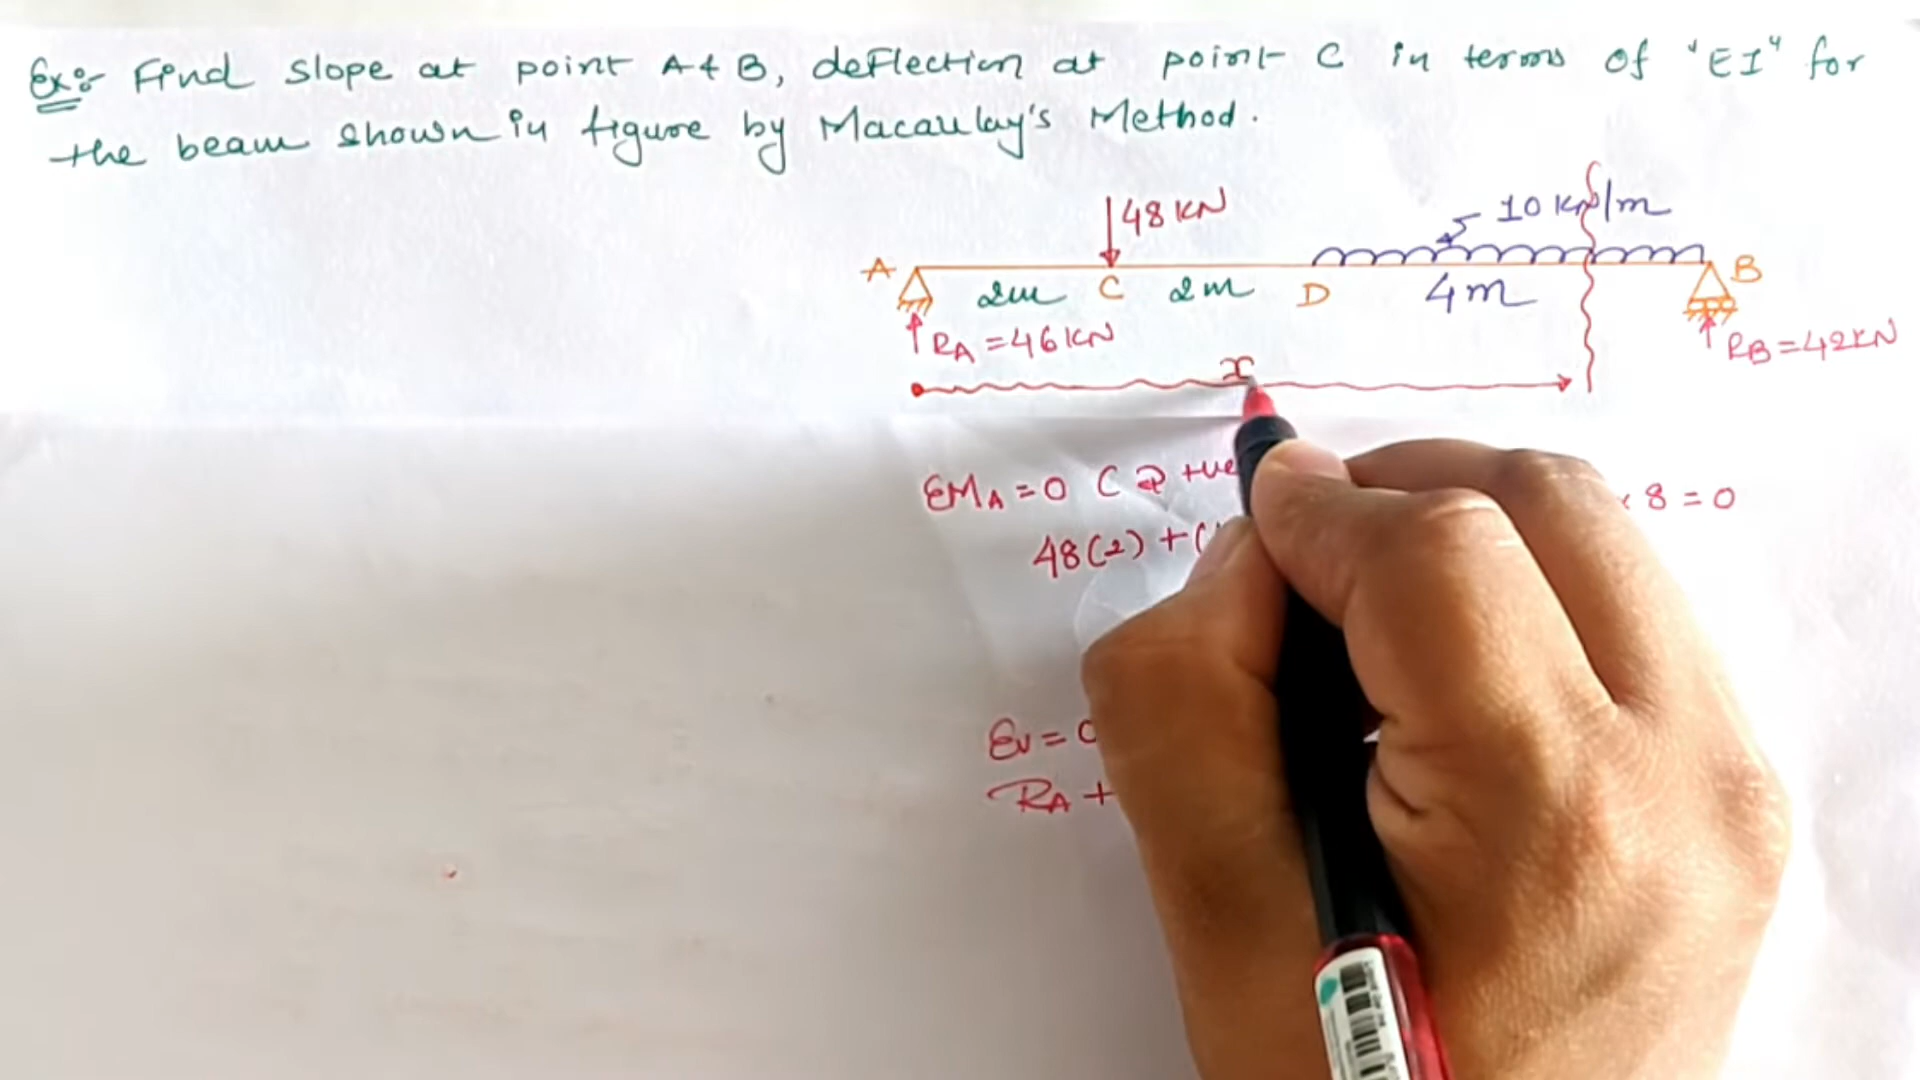 Ex:- Find slope at point A & B, deflection at point C in terms of "EI" for
the beam shown in figure by Macaulay's Method.
48 KN
10 KN/m
A
2m
C
2m
D
4m
B
RA = 46 KN
RB = 42 KN
x
ΣMA = 0 ( +ve
x 8 = 0
48(2) + (
Σv = 0
RA +